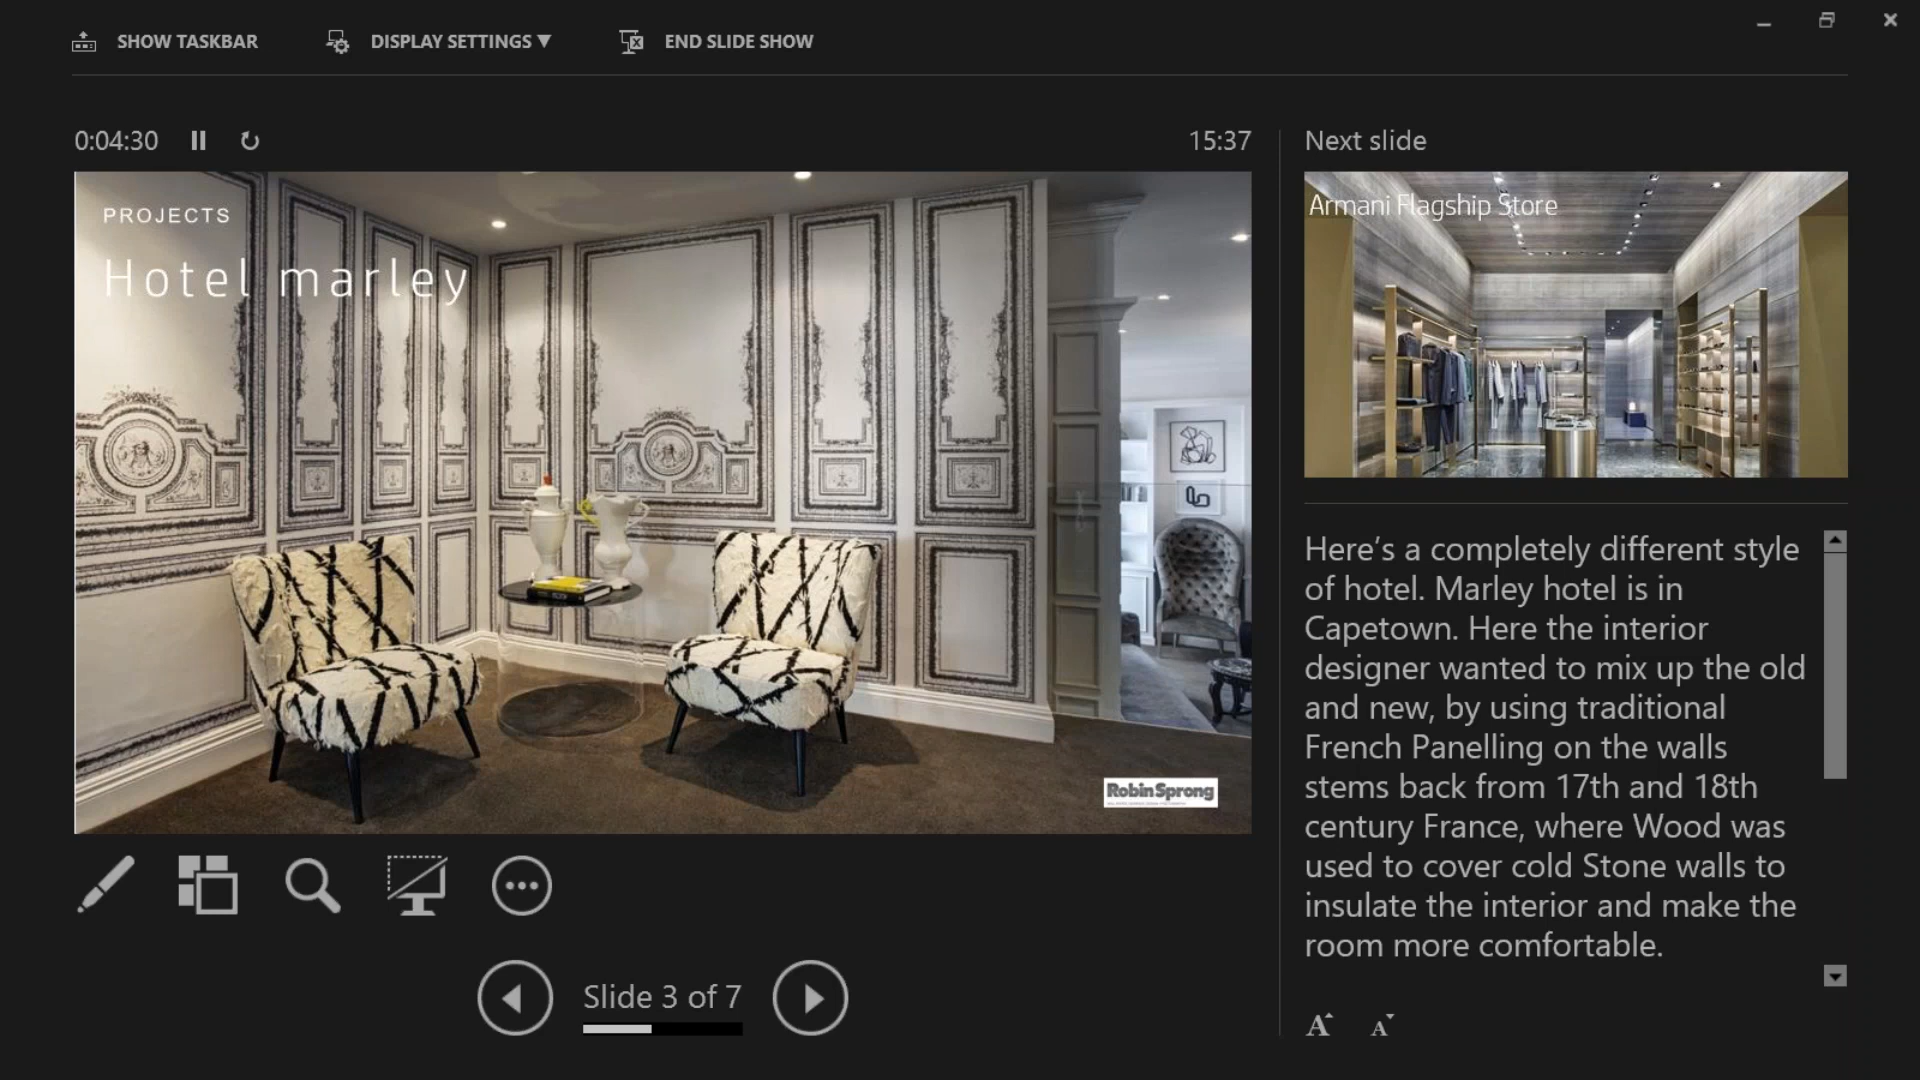 SHOW TASKBAR
DISPLAY SETTINGS ▼
END SLIDE SHOW
0:04:30
15:37
PROJECTS
Hotel marley
RobinSprong
Slide 3 of 7
Next slide
Armani Flagship Store
Here’s a completely different style
of hotel. Marley hotel is in
Capetown. Here the interior
designer wanted to mix up the old
and new, by using traditional
French Panelling on the walls
stems back from 17th and 18th
century France, where Wood was
used to cover cold Stone walls to
insulate the interior and make the
room more comfortable.
A A